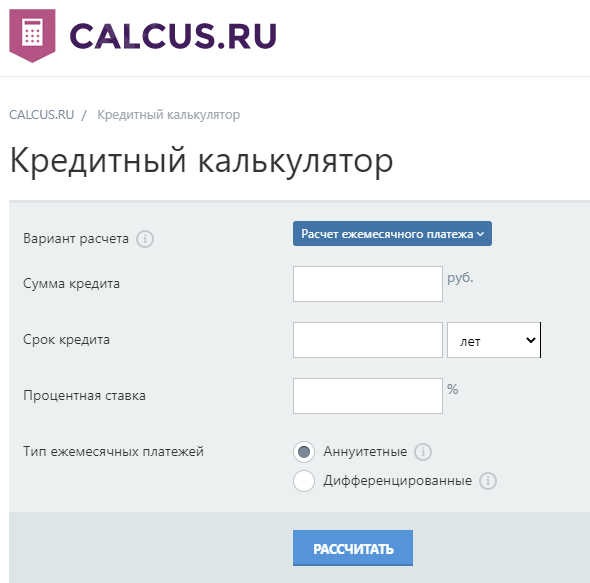 CALCUS.RU
CALCUS.RU / Кредитный калькулятор
Кредитный калькулятор
Вариант расчета i Расчет ежемесячного платежа
Сумма кредита руб.
Срок кредита лет
Процентная ставка %
Тип ежемесячных платежей Аннуитетные i
Дифференцированные i
РАССЧИТАТЬ